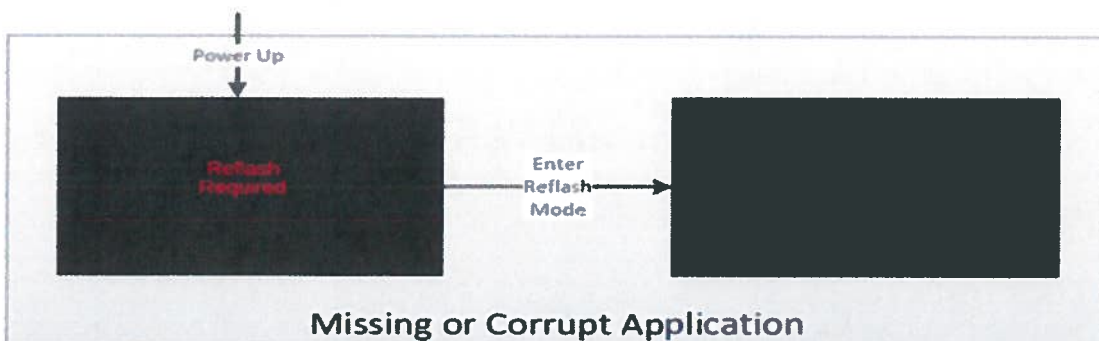 Power Up
Reflash
Required
Enter
Reflash
Mode
Missing or Corrupt Application